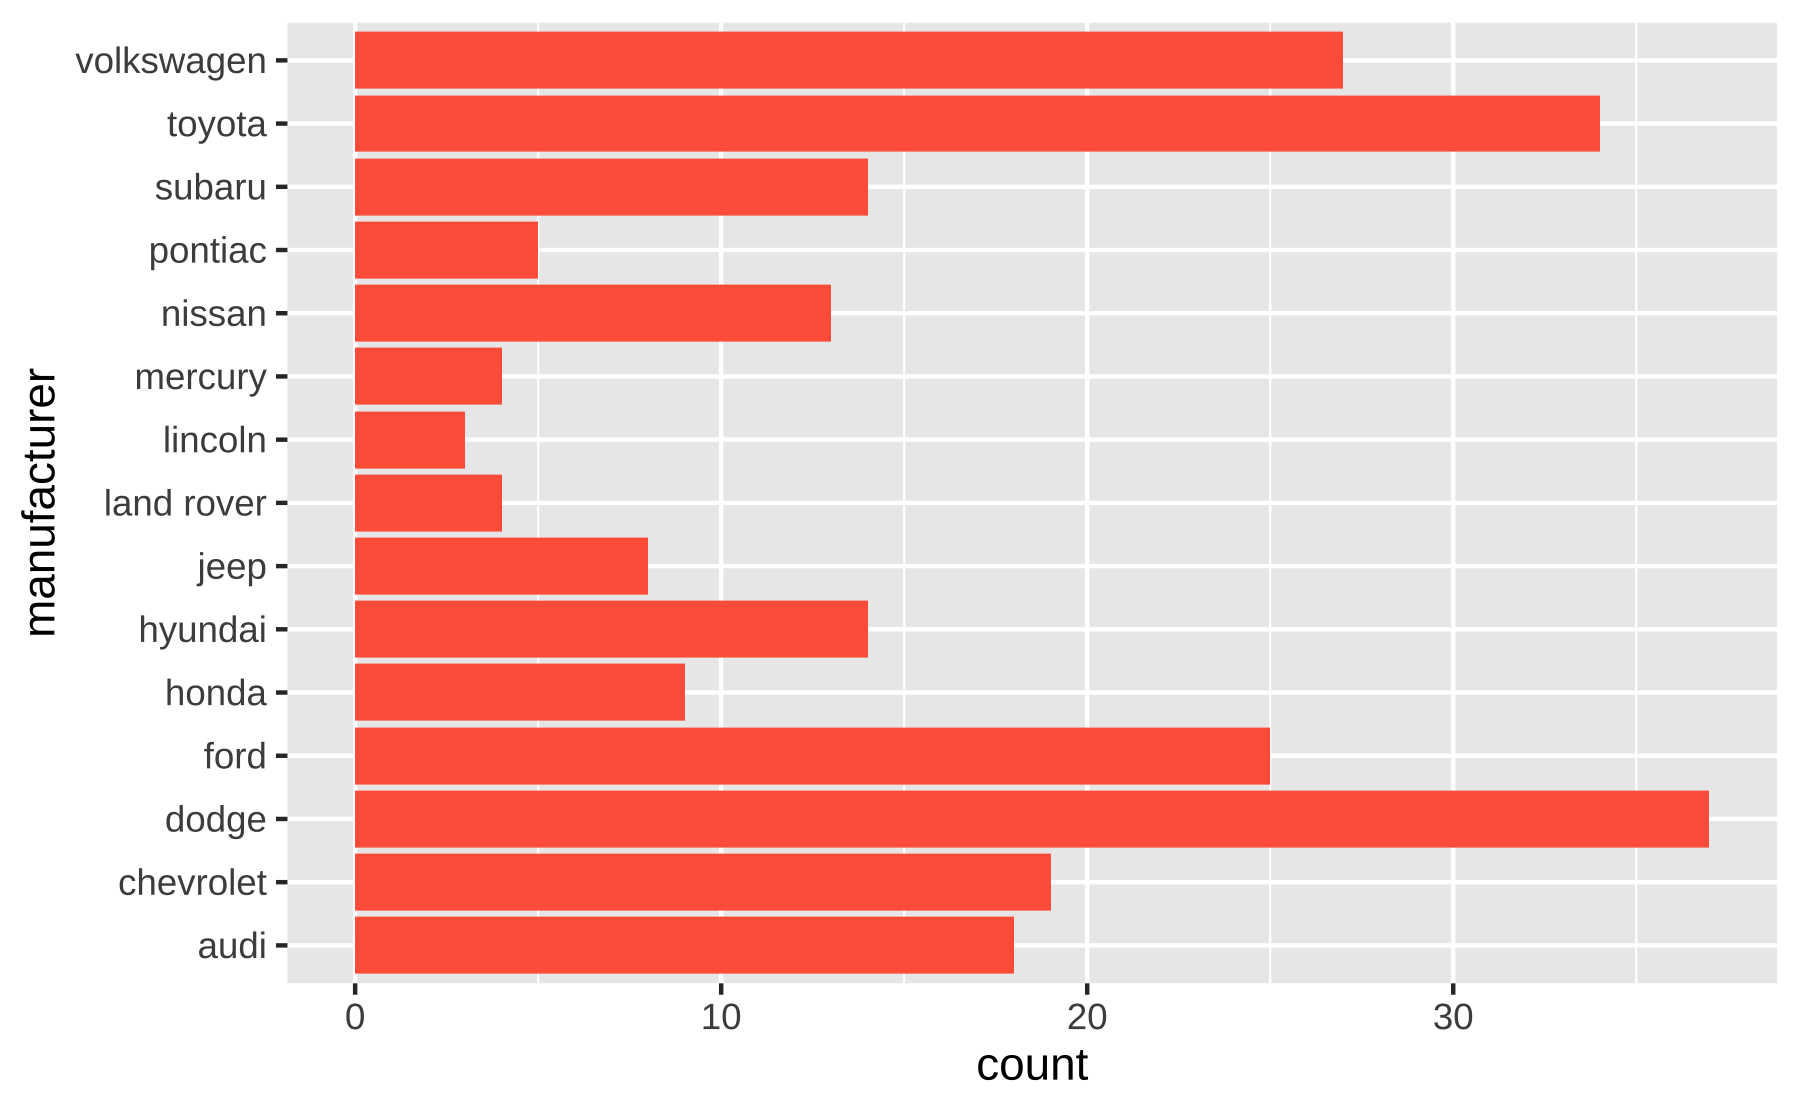 volkswagen
toyota
subaru
pontiac
nissan
mercury
lincoln
land rover
jeep
hyundai
honda
ford
dodge
chevrolet
audi
manufacturer
0 10 20 30
count